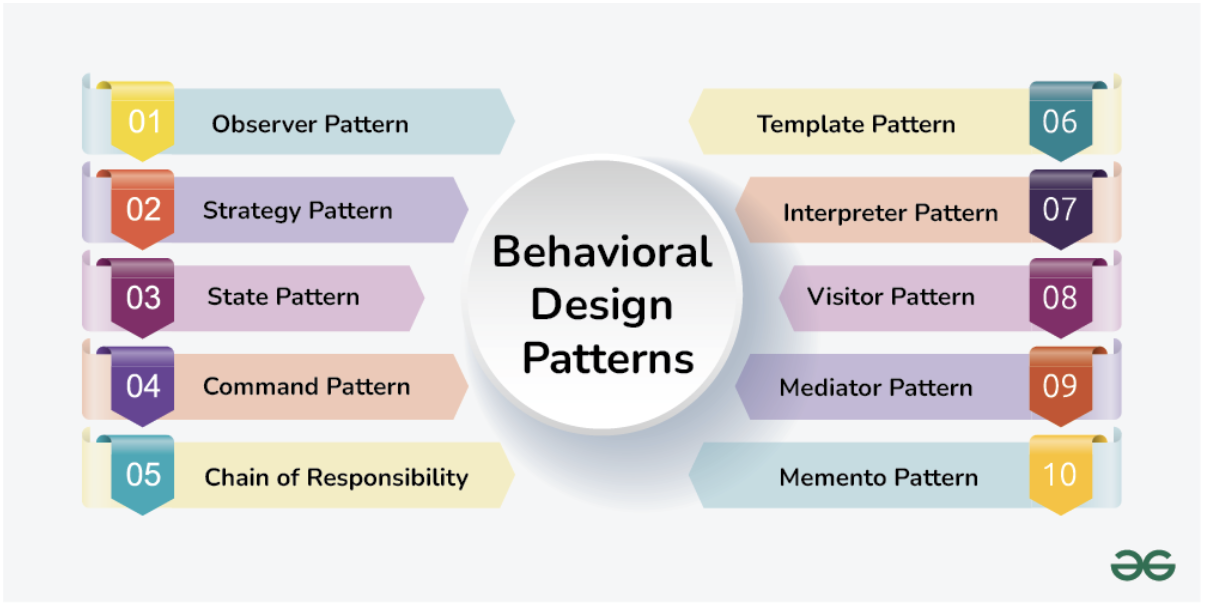 01
Observer Pattern
02
Strategy Pattern
03
State Pattern
04
Command Pattern
05
Chain of Responsibility
Behavioral
Design
Patterns
Template Pattern
06
Interpreter Pattern
07
Visitor Pattern
08
Mediator Pattern
09
Memento Pattern
10